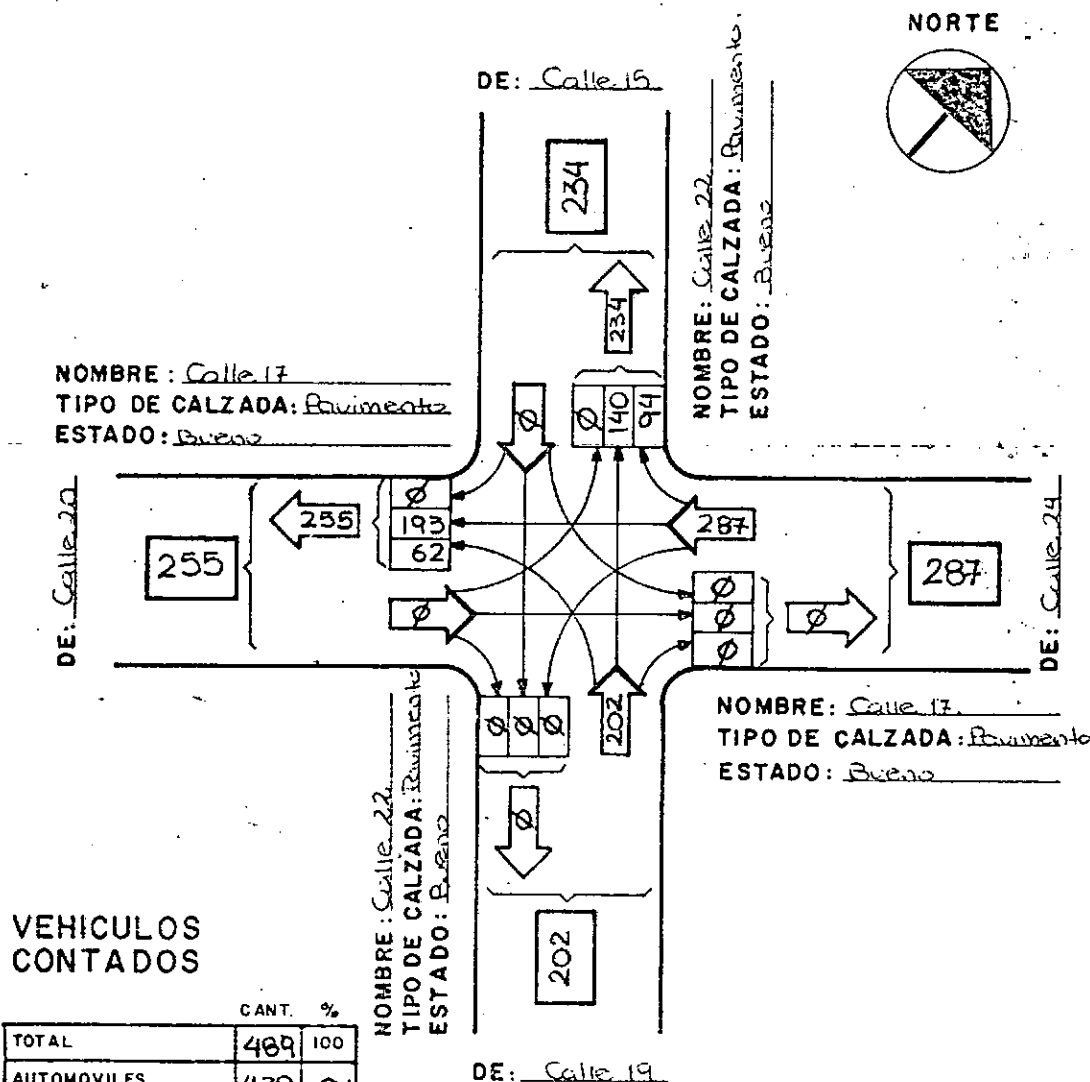 NORTE
DE: Calle 15
234
NOMBRE: Calle 22
TIPO DE CALZADA: Pavimento.
ESTADO: Bueno
234
NOMBRE: Calle 17
TIPO DE CALZADA: Pavimento
ESTADO: Bueno
Ø
Ø 140 94
DE: Calle 20
255
255
Ø
193
62
287
287
DE: Calle 24
Ø
Ø
Ø
Ø
Ø
Ø Ø Ø
202
NOMBRE: Calle 17.
TIPO DE CALZADA: Pavimento
ESTADO: Bueno
Ø
NOMBRE: Calle 22
TIPO DE CALZADA: Pavimento
ESTADO: Bueno
202
VEHICULOS
CONTADOS
CANT. %
TOTAL 489 100
AUTOMOVILES
DE: Calle 19